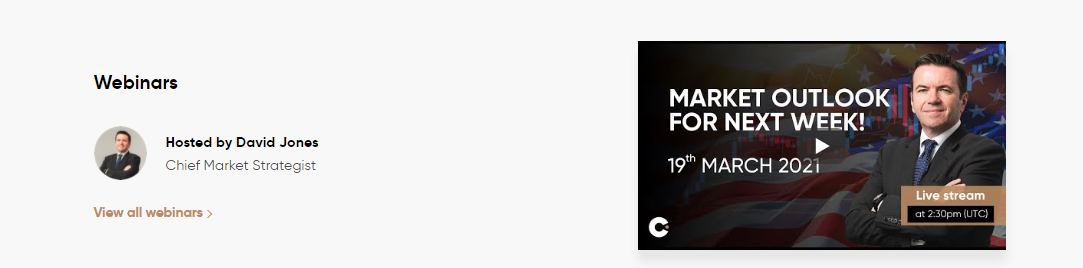 Webinars
Hosted by David Jones
Chief Market Strategist
View all webinars
MARKET OUTLOOK
FOR NEXT WEEK!
19th MARCH 2021
Live stream
at 2:30pm (UTC)